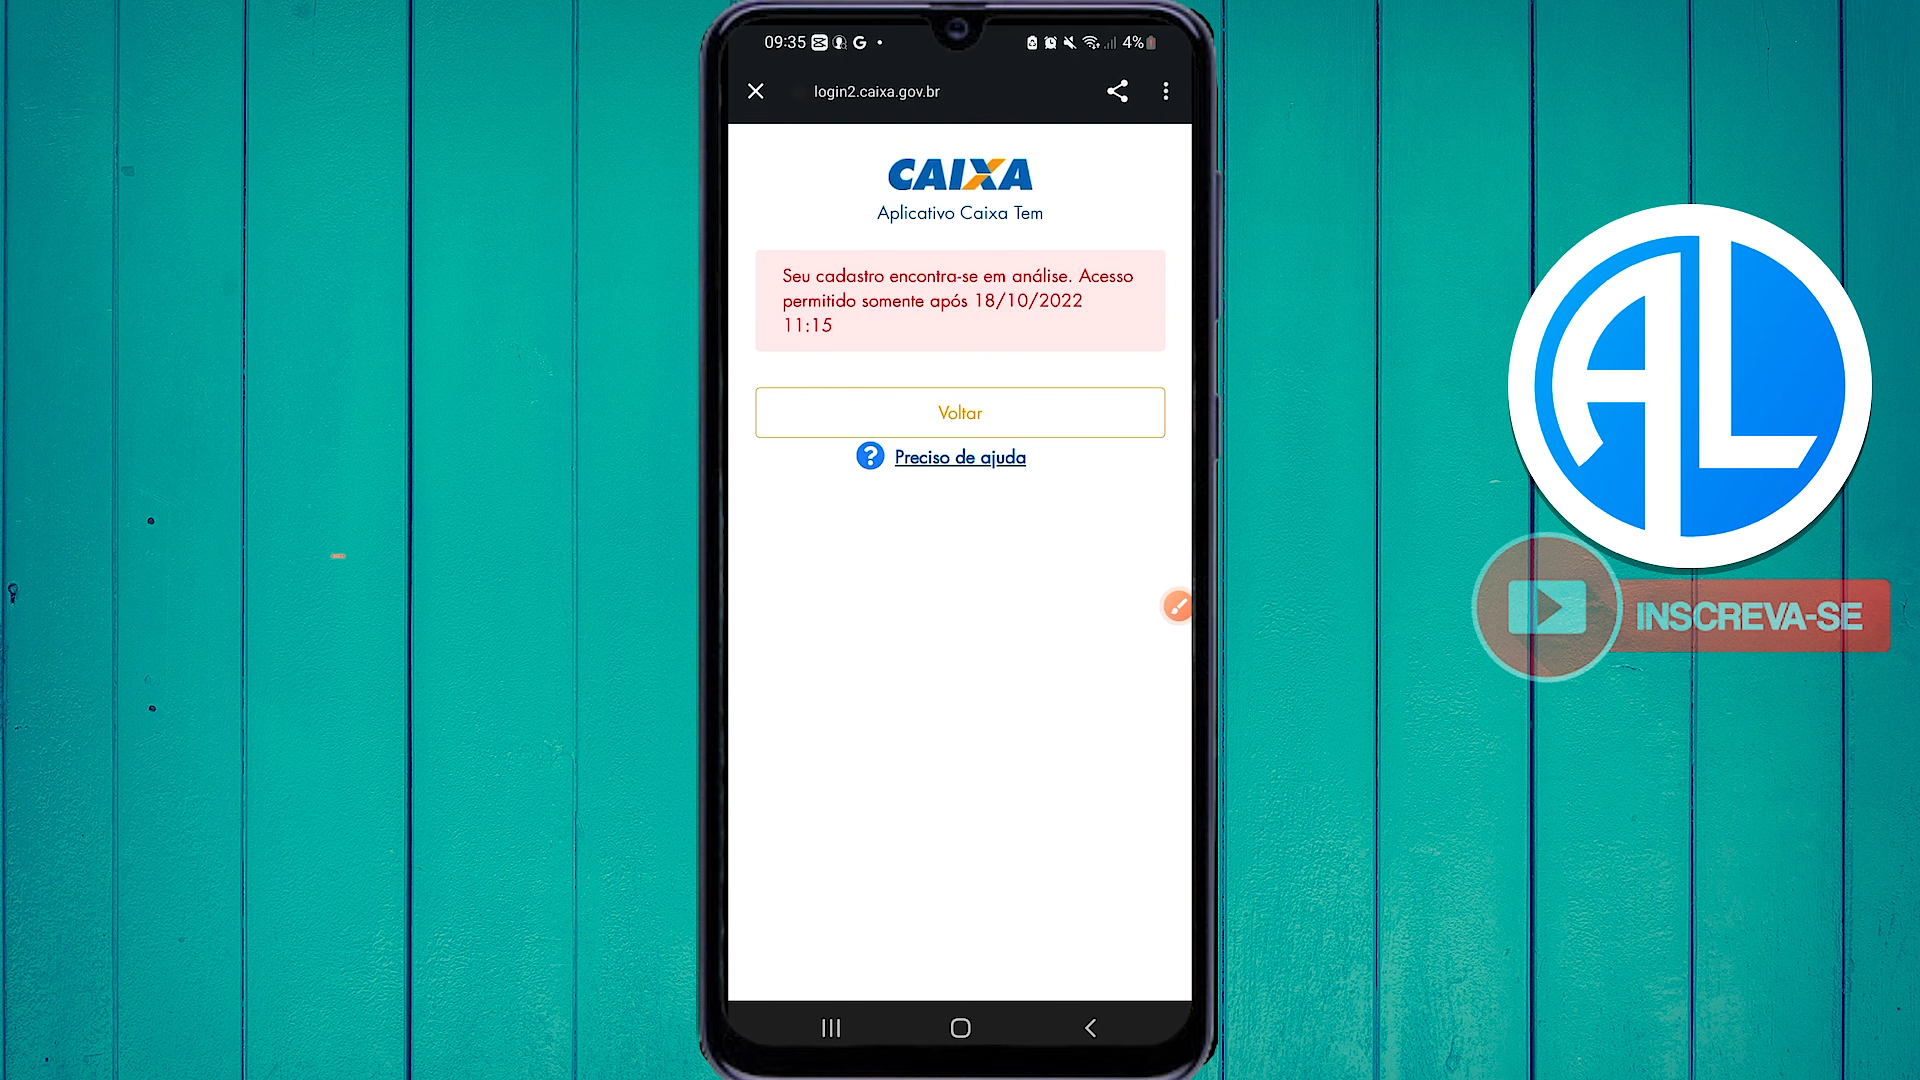 09:35
4%
login2.caixa.gov.br
CAIXA
Aplicativo Caixa Tem
Seu cadastro encontra-se em análise. Acesso
permitido somente após 18/10/2022
11:15
Voltar
? Preciso de ajuda
AL
INSCREVA-SE